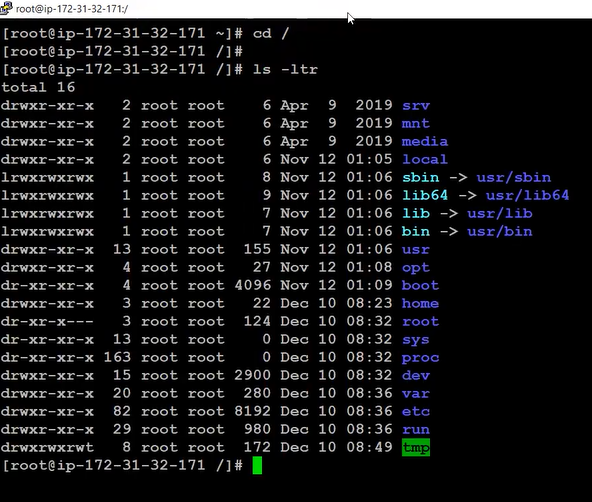 root@ip-172-31-32-171:/
[root@ip-172-31-32-171 ~]# cd /
[root@ip-172-31-32-171 /]#
[root@ip-172-31-32-171 /]# ls -ltr
total 16
drwxr-xr-x   2 root root    6 Apr  9  2019 srv
drwxr-xr-x   2 root root    6 Apr  9  2019 mnt
drwxr-xr-x   2 root root    6 Apr  9  2019 media
drwxr-xr-x   2 root root    6 Nov 12 01:05 local
lrwxrwxrwx   1 root root    8 Nov 12 01:06 sbin -> usr/sbin
lrwxrwxrwx   1 root root    9 Nov 12 01:06 lib64 -> usr/lib64
lrwxrwxrwx   1 root root    7 Nov 12 01:06 lib -> usr/lib
lrwxrwxrwx   1 root root    7 Nov 12 01:06 bin -> usr/bin
drwxr-xr-x  13 root root  155 Nov 12 01:06 usr
drwxr-xr-x   4 root root   27 Nov 12 01:08 opt
dr-xr-xr-x   4 root root 4096 Nov 12 01:09 boot
drwxr-xr-x   3 root root   22 Dec 10 08:23 home
dr-xr-x---   3 root root  124 Dec 10 08:32 root
dr-xr-xr-x  13 root root    0 Dec 10 08:32 sys
dr-xr-xr-x 163 root root    0 Dec 10 08:32 proc
drwxr-xr-x  15 root root 2900 Dec 10 08:32 dev
drwxr-xr-x  20 root root  280 Dec 10 08:36 var
drwxr-xr-x  82 root root 8192 Dec 10 08:36 etc
drwxr-xr-x  29 root root  980 Dec 10 08:36 run
drwxrwxrwt   8 root root  172 Dec 10 08:49 tmp
[root@ip-172-31-32-171 /]#